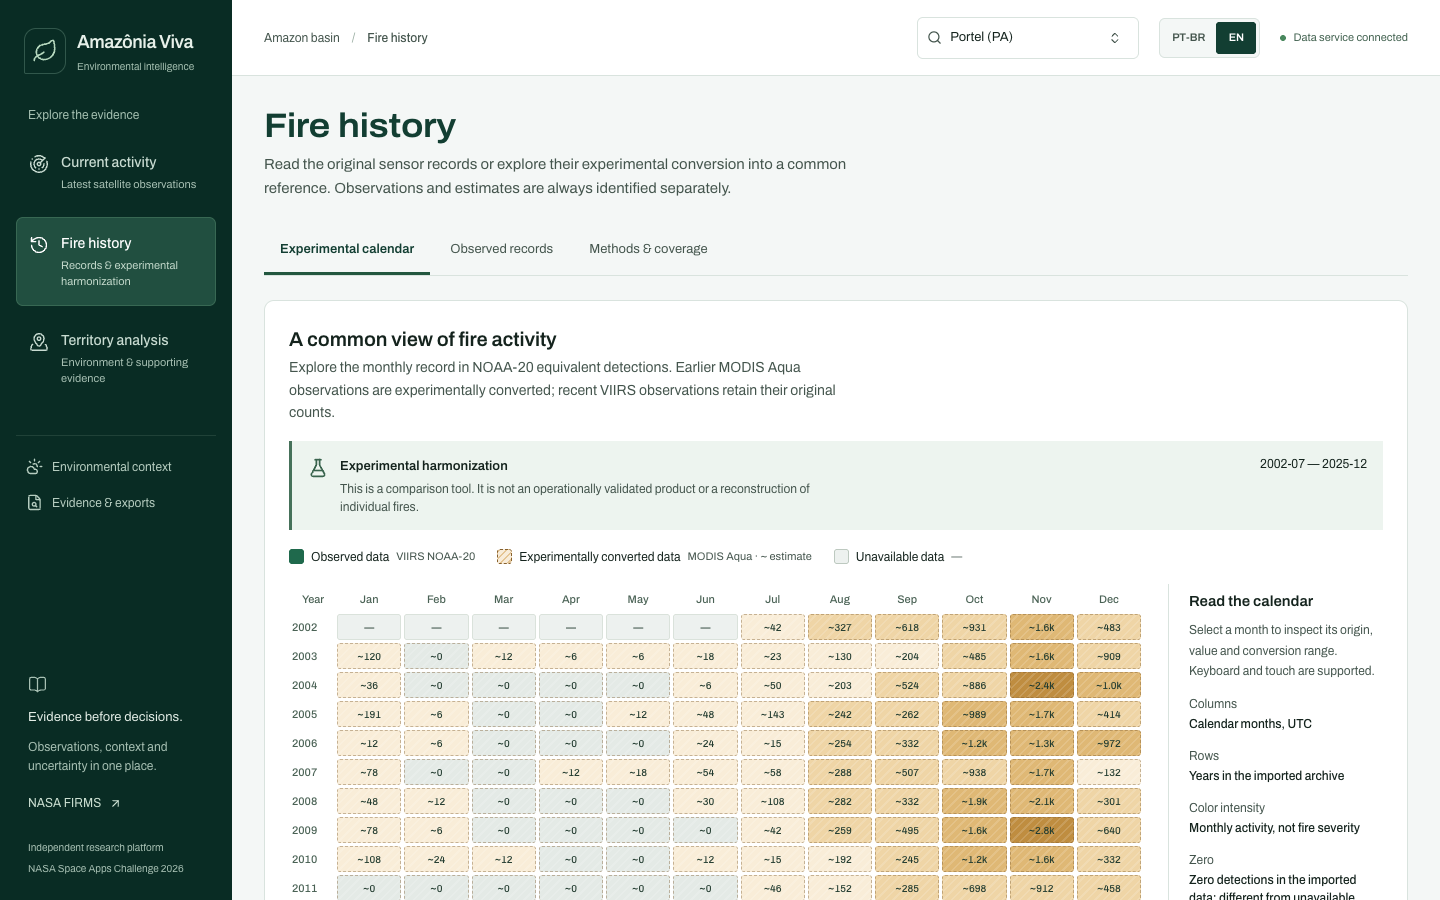 Amazônia Viva
Environmental intelligence
Explore the evidence
Current activity
Latest satellite observations
Fire history
Records & experimental
harmonization
Territory analysis
Environment & supporting
evidence
Environmental context
Evidence & exports
Evidence before decisions.
Observations, context and
uncertainty in one place.
NASA FIRMS
Independent research platform
NASA Space Apps Challenge 2026
Amazon basin / Fire history
Portel (PA)
PT-BR EN
Data service connected
Fire history
Read the original sensor records or explore their experimental conversion into a common
reference. Observations and estimates are always identified separately.
Experimental calendar Observed records Methods & coverage
A common view of fire activity
Explore the monthly record in NOAA-20 equivalent detections. Earlier MODIS Aqua
observations are experimentally converted; recent VIIRS observations retain their original
counts.
Experimental harmonization 2002-07 — 2025-12
This is a comparison tool. It is not an operationally validated product or a reconstruction of
individual fires.
Observed data VIIRS NOAA-20 Experimentally converted data MODIS Aqua · ~ estimate Unavailable data —
Year Jan Feb Mar Apr May Jun Jul Aug Sep Oct Nov Dec
2002 — — — — — — ~42 ~327 ~618 ~931 ~1.6k ~483
2003 ~120 ~0 ~12 ~6 ~6 ~18 ~23 ~130 ~204 ~485 ~1.6k ~909
2004 ~36 ~0 ~0 ~0 ~0 ~6 ~50 ~203 ~524 ~886 ~2.4k ~1.0k
2005 ~191 ~6 ~0 ~0 ~12 ~48 ~143 ~242 ~262 ~989 ~1.7k ~414
2006 ~12 ~6 ~0 ~0 ~0 ~24 ~15 ~254 ~332 ~1.2k ~1.3k ~972
2007 ~78 ~0 ~0 ~12 ~18 ~54 ~58 ~288 ~507 ~938 ~1.7k ~132
2008 ~48 ~12 ~0 ~0 ~0 ~30 ~108 ~282 ~332 ~1.9k ~2.1k ~301
2009 ~78 ~6 ~0 ~0 ~0 ~0 ~42 ~259 ~495 ~1.6k ~2.8k ~640
2010 ~108 ~24 ~12 ~0 ~0 ~12 ~15 ~192 ~245 ~1.2k ~1.6k ~332
2011 ~0 ~0 ~0 ~0 ~0 ~0 ~46 ~152 ~285 ~698 ~912 ~458
Read the calendar
Select a month to inspect its origin,
value and conversion range.
Keyboard and touch are supported.
Columns
Calendar months, UTC
Rows
Years in the imported archive
Color intensity
Monthly activity, not fire severity
Zero
Zero detections in the imported
data; different from unavailable